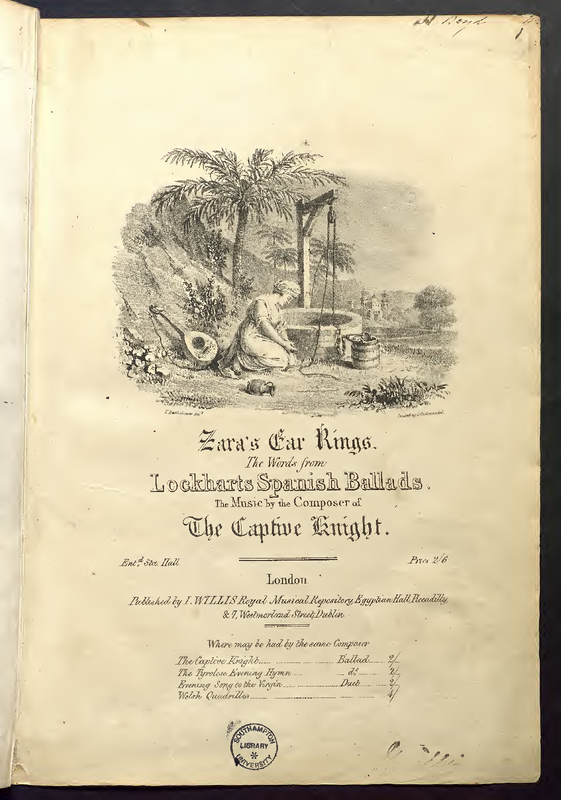 Zara's Ear Rings.
The Words from
Lockharts Spanish Ballads.
The Music by the Composer of
The Captive Knight.
Ent.d Sta. Hall. Price 2/6
London
Published by I. WILLIS Royal Musical Repository, Egyptian Hall, Piccadilly,
& 7, Westmorland Street, Dublin.
Where may be had by the same Composer
The Captive Knight Ballad 2/
The Tyrolese Evening Hymn do 2/
Evening Song to the Virgin Duet 2/
Welsh Quadrilles 4/
SOUTHAMPTON
LIBRARY
UNIVERSITY